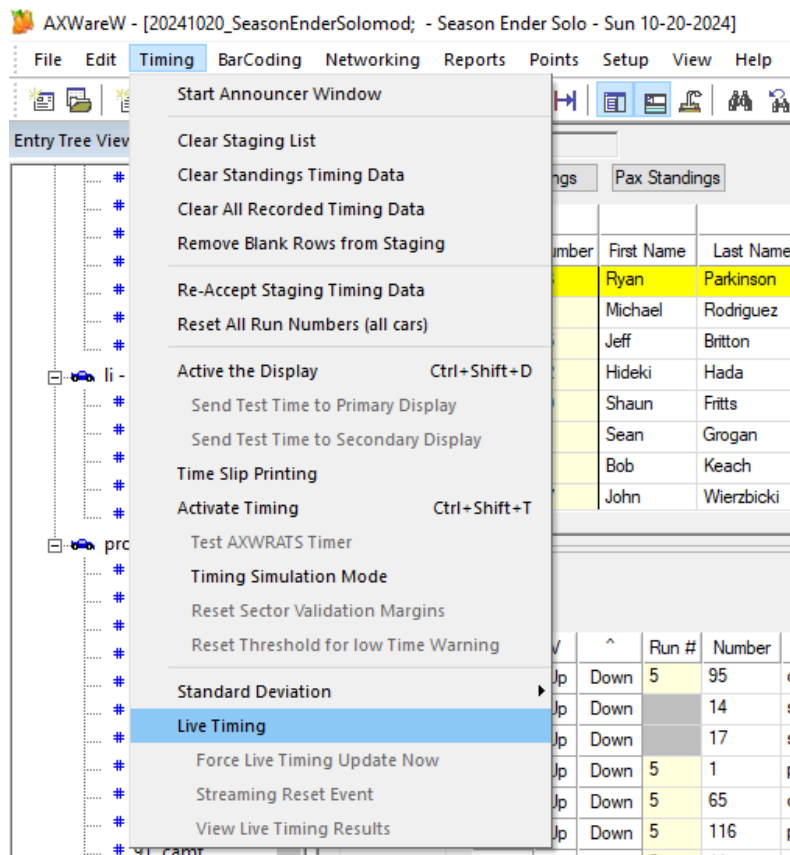 AXWareW - [20241020_SeasonEnderSolomod;  - Season Ender Solo - Sun 10-20-2024]
File Edit Timing BarCoding Networking Reports Points Setup View Help
Entry Tree View
Start Announcer Window
Clear Staging List
Clear Standings Timing Data
Clear All Recorded Timing Data
Remove Blank Rows from Staging
Re-Accept Staging Timing Data
Reset All Run Numbers (all cars)
Active the Display Ctrl+Shift+D
Send Test Time to Primary Display
Send Test Time to Secondary Display
Time Slip Printing
Activate Timing Ctrl+Shift+T
Test AXWRATS Timer
Timing Simulation Mode
Reset Sector Validation Margins
Reset Threshold for low Time Warning
Standard Deviation
Live Timing
Force Live Timing Update Now
Streaming Reset Event
View Live Timing Results
li -
pro
ngs Pax Standings
umber First Name Last Name
Ryan Parkinson
Michael Rodriguez
Jeff Britton
Hideki Hada
Shaun Fritts
Sean Grogan
Bob Keach
John Wierzbicki
V ^ Run # Number
Up Down 5 95
Up Down 14
Up Down 17
Up Down 5 1
Up Down 5 65
Up Down 5 116